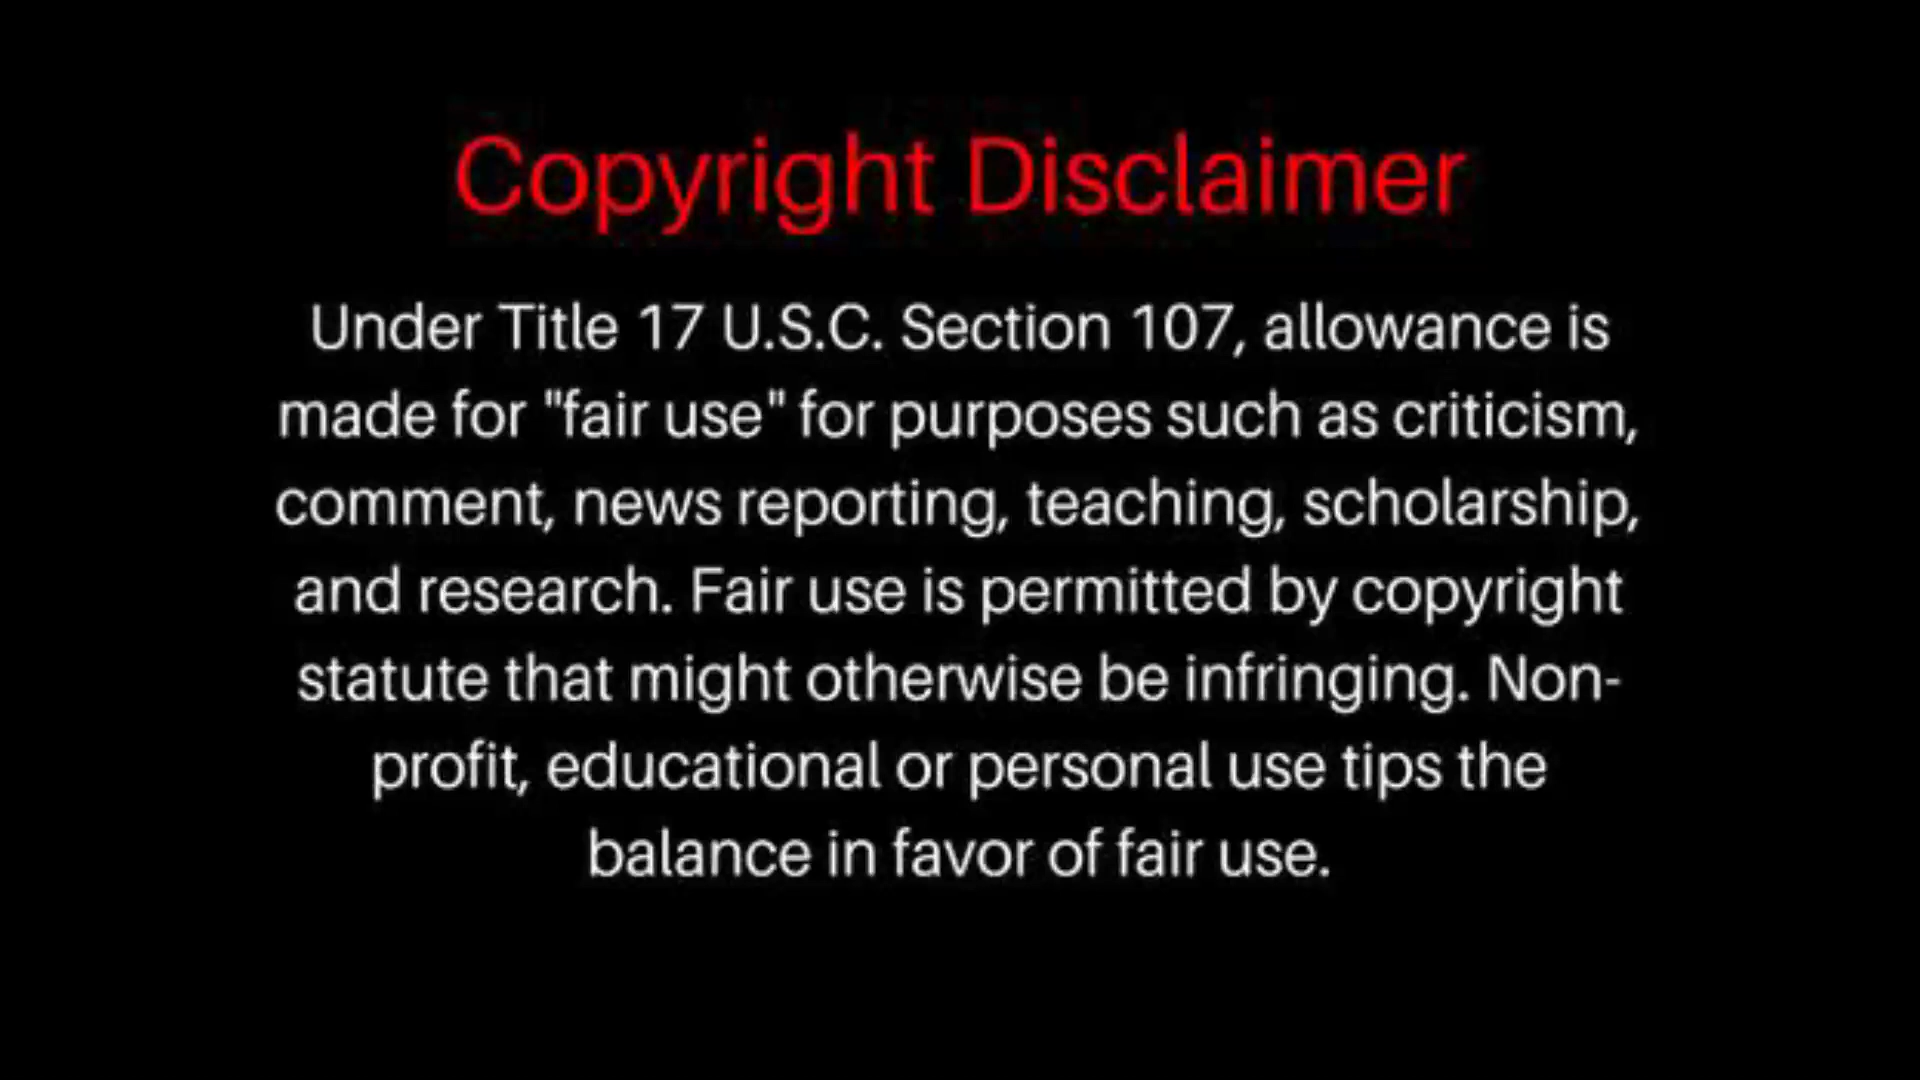 Copyright Disclaimer
Under Title 17 U.S.C. Section 107, allowance is
made for "fair use" for purposes such as criticism,
comment, news reporting, teaching, scholarship,
and research. Fair use is permitted by copyright
statute that might otherwise be infringing. Non-
profit, educational or personal use tips the
balance in favor of fair use.